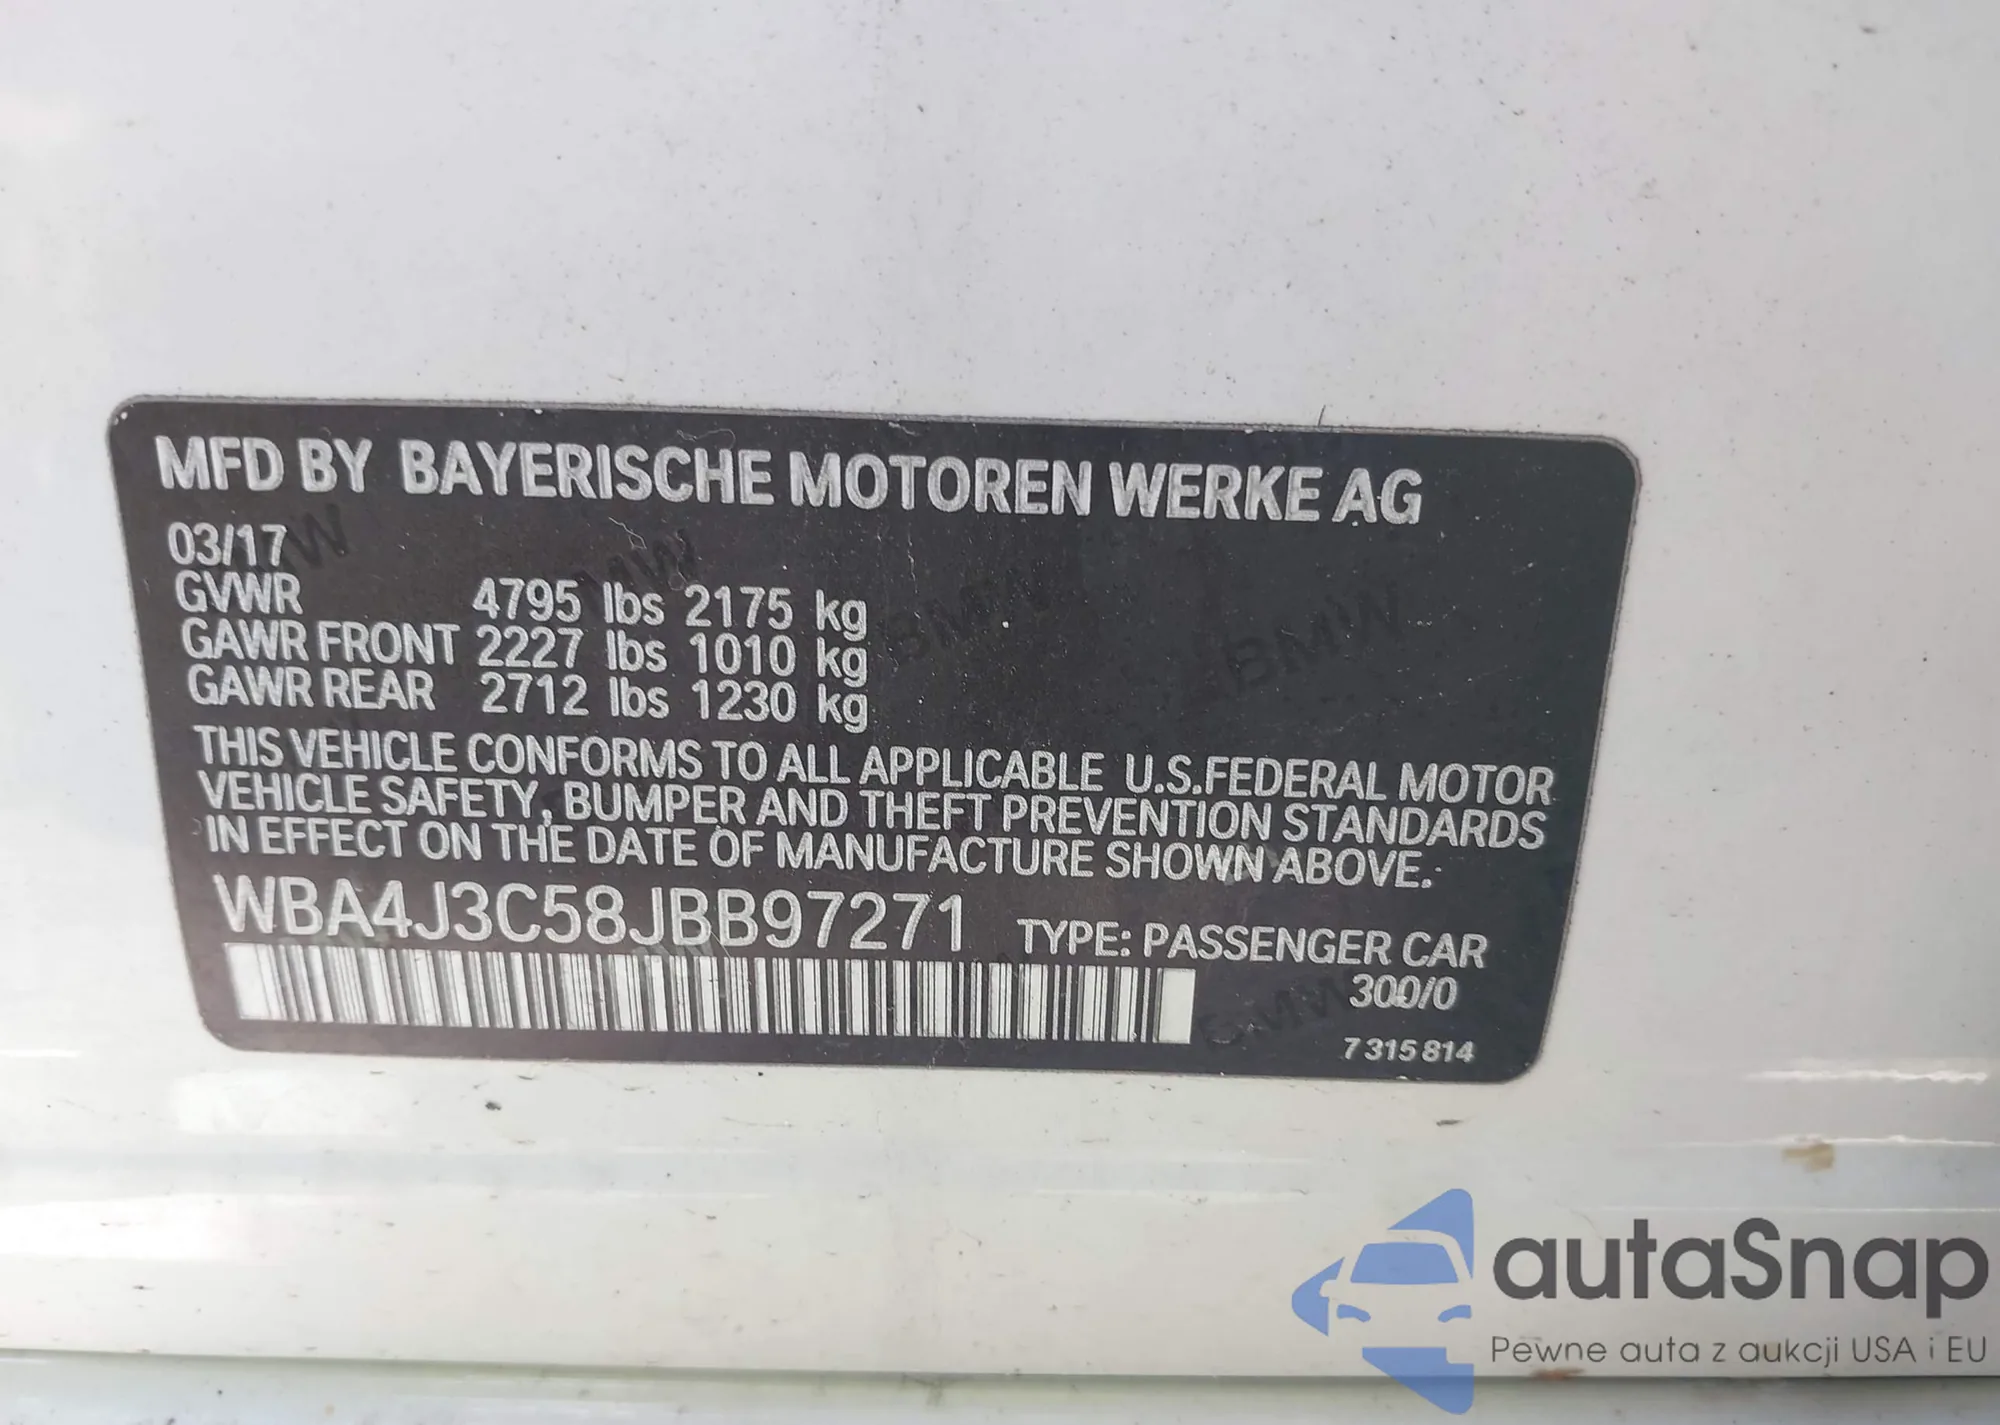 MFD BY BAYERISCHE MOTOREN WERKE AG
03/17
GVWR 4795 lbs 2175 kg
GAWR FRONT 2227 lbs 1010 kg
GAWR REAR 2712 lbs 1230 kg
THIS VEHICLE CONFORMS TO ALL APPLICABLE U.S.FEDERAL MOTOR
VEHICLE SAFETY, BUMPER AND THEFT PREVENTION STANDARDS
IN EFFECT ON THE DATE OF MANUFACTURE SHOWN ABOVE.
WBA4J3C58JBB97271 TYPE: PASSENGER CAR
300/0
7 315 814
autaSnap
Pewne auta z aukcji USA i EU